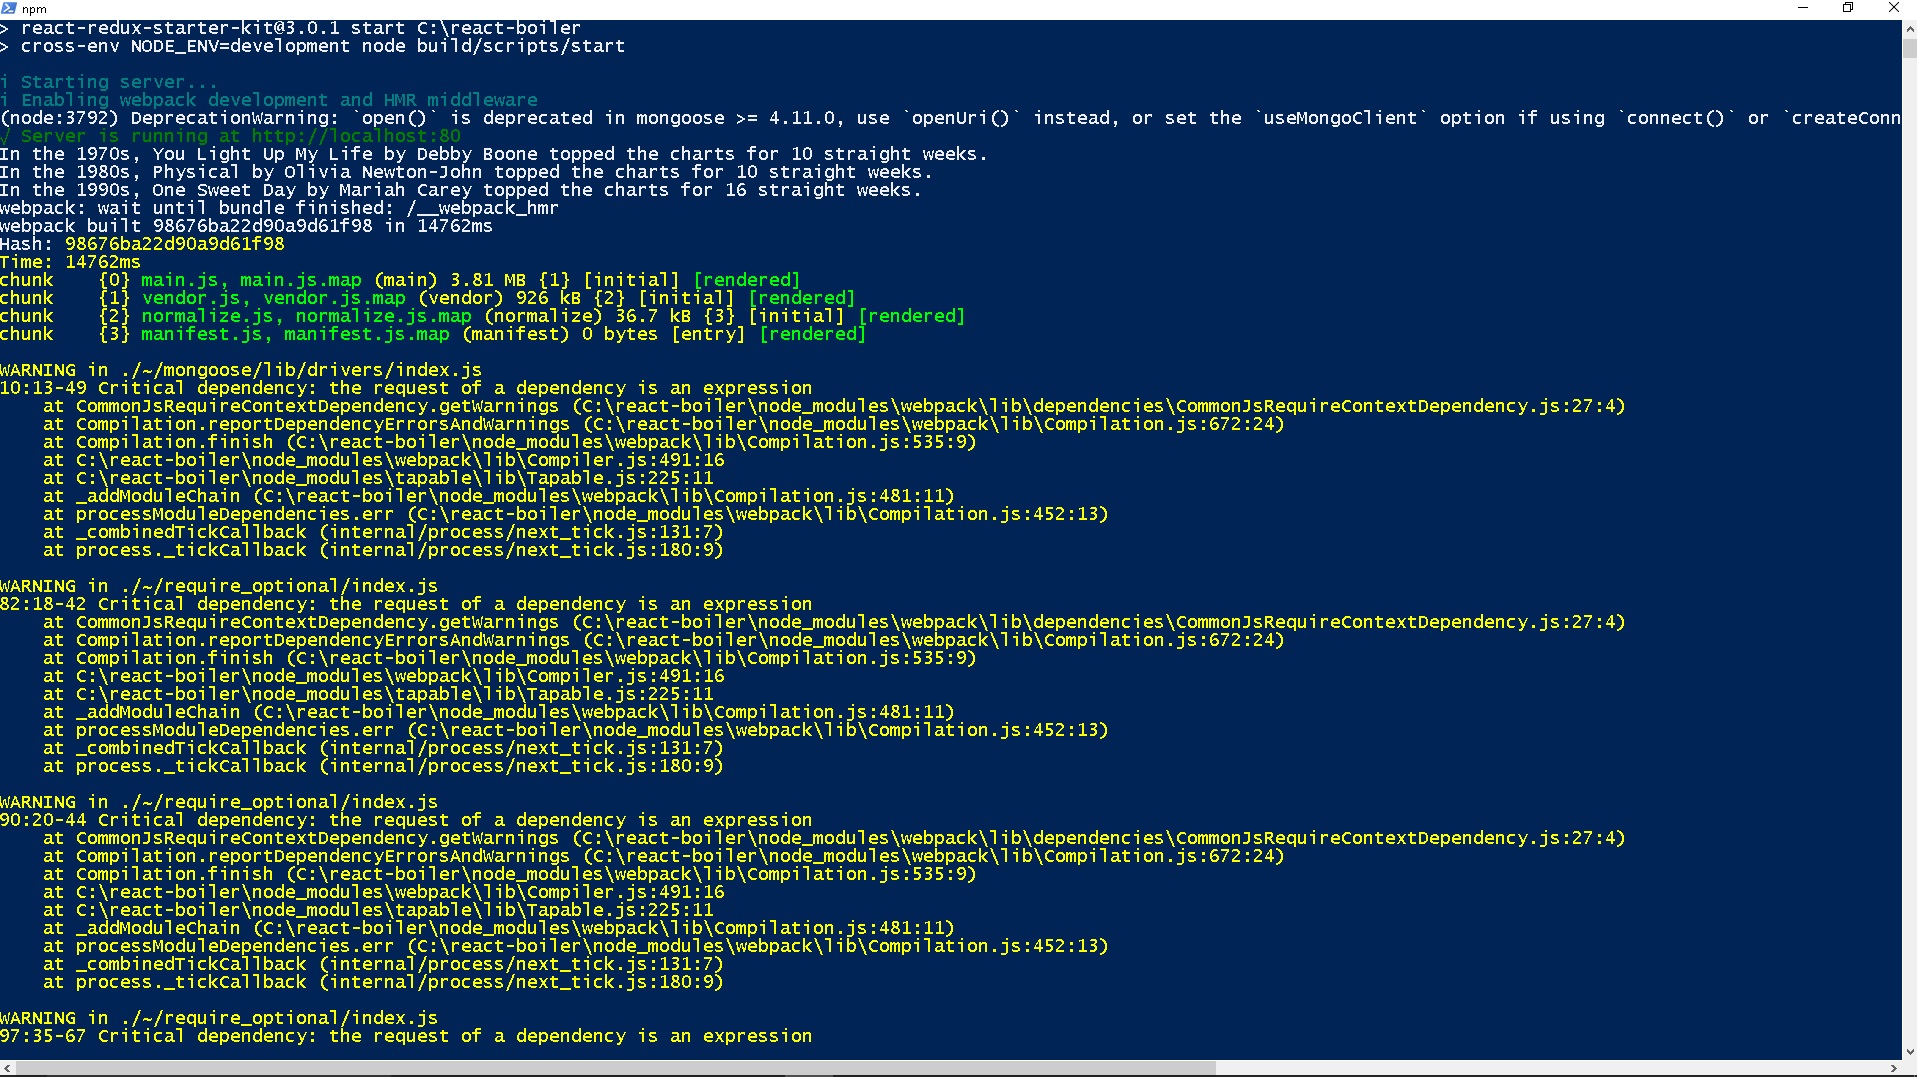 npm
> react-redux-starter-kit@3.0.1 start C:\react-boiler
> cross-env NODE_ENV=development node build/scripts/start
i Starting server...
i Enabling webpack development and HMR middleware
(node:3792) DeprecationWarning: `open()` is deprecated in mongoose >= 4.11.0, use `openUri()` instead, or set the `useMongoClient` option if using `connect()` or `createConn
√ Server is running at http://localhost:80
In the 1970s, You Light Up My Life by Debby Boone topped the charts for 10 straight weeks.
In the 1980s, Physical by Olivia Newton-John topped the charts for 10 straight weeks.
In the 1990s, One Sweet Day by Mariah Carey topped the charts for 16 straight weeks.
webpack: wait until bundle finished: /__webpack_hmr
webpack built 98676ba22d90a9d61f98 in 14762ms
Hash: 98676ba22d90a9d61f98
Time: 14762ms
chunk    {0} main.js, main.js.map (main) 3.81 MB {1} [initial] [rendered]
chunk    {1} vendor.js, vendor.js.map (vendor) 926 kB {2} [initial] [rendered]
chunk    {2} normalize.js, normalize.js.map (normalize) 36.7 kB {3} [initial] [rendered]
chunk    {3} manifest.js, manifest.js.map (manifest) 0 bytes [entry] [rendered]
WARNING in ./~/mongoose/lib/drivers/index.js
10:13-49 Critical dependency: the request of a dependency is an expression
    at CommonJsRequireContextDependency.getWarnings (C:\react-boiler\node_modules\webpack\lib\dependencies\CommonJsRequireContextDependency.js:27:4)
    at Compilation.reportDependencyErrorsAndWarnings (C:\react-boiler\node_modules\webpack\lib\Compilation.js:672:24)
    at Compilation.finish (C:\react-boiler\node_modules\webpack\lib\Compilation.js:535:9)
    at C:\react-boiler\node_modules\webpack\lib\Compiler.js:491:16
    at C:\react-boiler\node_modules\tapable\lib\Tapable.js:225:11
    at _addModuleChain (C:\react-boiler\node_modules\webpack\lib\Compilation.js:481:11)
    at processModuleDependencies.err (C:\react-boiler\node_modules\webpack\lib\Compilation.js:452:13)
    at _combinedTickCallback (internal/process/next_tick.js:131:7)
    at process._tickCallback (internal/process/next_tick.js:180:9)
WARNING in ./~/require_optional/index.js
82:18-42 Critical dependency: the request of a dependency is an expression
    at CommonJsRequireContextDependency.getWarnings (C:\react-boiler\node_modules\webpack\lib\dependencies\CommonJsRequireContextDependency.js:27:4)
    at Compilation.reportDependencyErrorsAndWarnings (C:\react-boiler\node_modules\webpack\lib\Compilation.js:672:24)
    at Compilation.finish (C:\react-boiler\node_modules\webpack\lib\Compilation.js:535:9)
    at C:\react-boiler\node_modules\webpack\lib\Compiler.js:491:16
    at C:\react-boiler\node_modules\tapable\lib\Tapable.js:225:11
    at _addModuleChain (C:\react-boiler\node_modules\webpack\lib\Compilation.js:481:11)
    at processModuleDependencies.err (C:\react-boiler\node_modules\webpack\lib\Compilation.js:452:13)
    at _combinedTickCallback (internal/process/next_tick.js:131:7)
    at process._tickCallback (internal/process/next_tick.js:180:9)
WARNING in ./~/require_optional/index.js
90:20-44 Critical dependency: the request of a dependency is an expression
    at CommonJsRequireContextDependency.getWarnings (C:\react-boiler\node_modules\webpack\lib\dependencies\CommonJsRequireContextDependency.js:27:4)
    at Compilation.reportDependencyErrorsAndWarnings (C:\react-boiler\node_modules\webpack\lib\Compilation.js:672:24)
    at Compilation.finish (C:\react-boiler\node_modules\webpack\lib\Compilation.js:535:9)
    at C:\react-boiler\node_modules\webpack\lib\Compiler.js:491:16
    at C:\react-boiler\node_modules\tapable\lib\Tapable.js:225:11
    at _addModuleChain (C:\react-boiler\node_modules\webpack\lib\Compilation.js:481:11)
    at processModuleDependencies.err (C:\react-boiler\node_modules\webpack\lib\Compilation.js:452:13)
    at _combinedTickCallback (internal/process/next_tick.js:131:7)
    at process._tickCallback (internal/process/next_tick.js:180:9)
WARNING in ./~/require_optional/index.js
97:35-67 Critical dependency: the request of a dependency is an expression